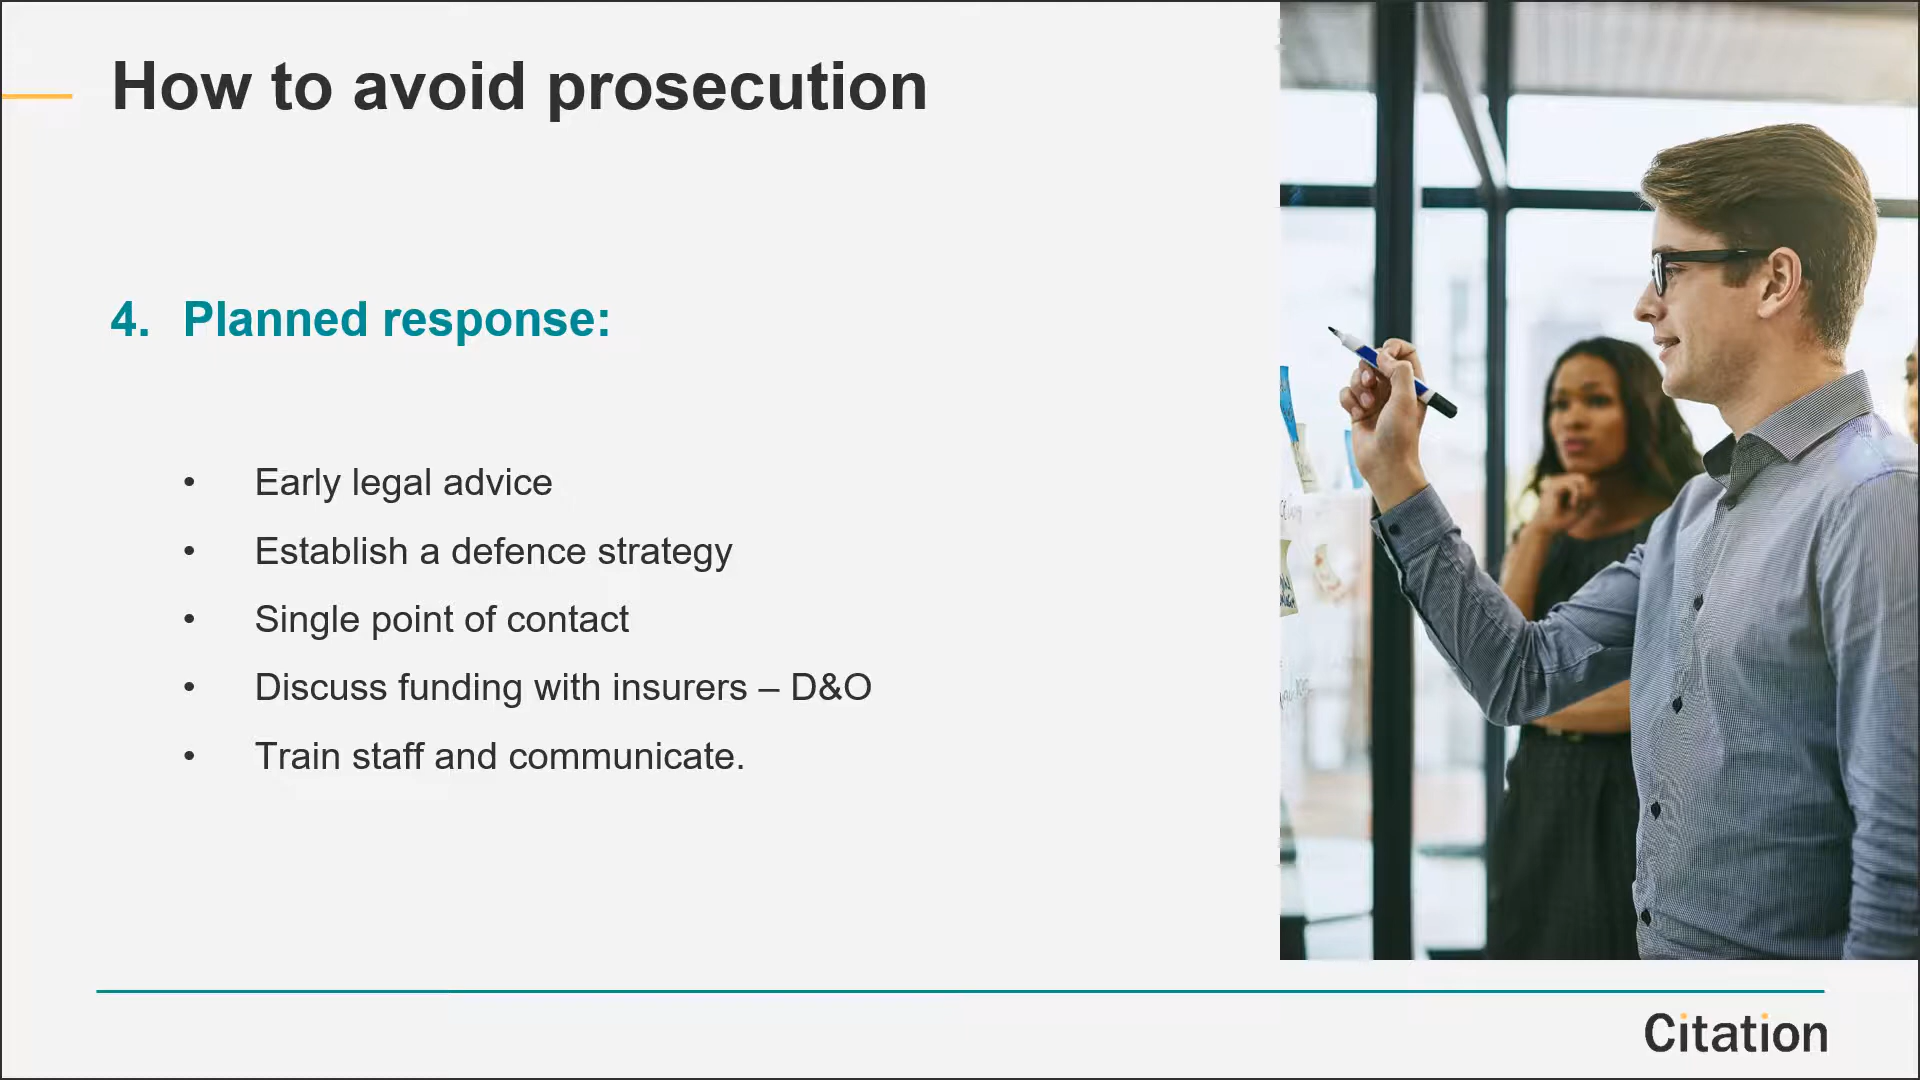 How to avoid prosecution
4. Planned response:
• Early legal advice
• Establish a defence strategy
• Single point of contact
• Discuss funding with insurers – D&O
• Train staff and communicate.
Citation